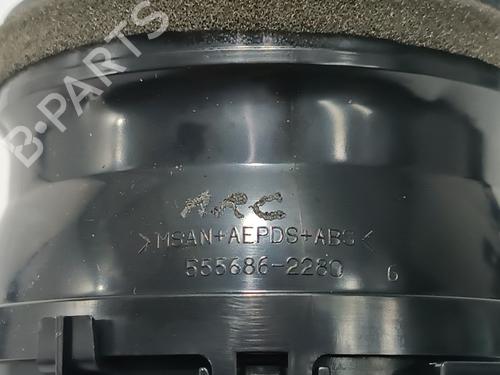 B-PARTS
ARC
>MSAN+AEPDS+ABS<
555686-2280 6